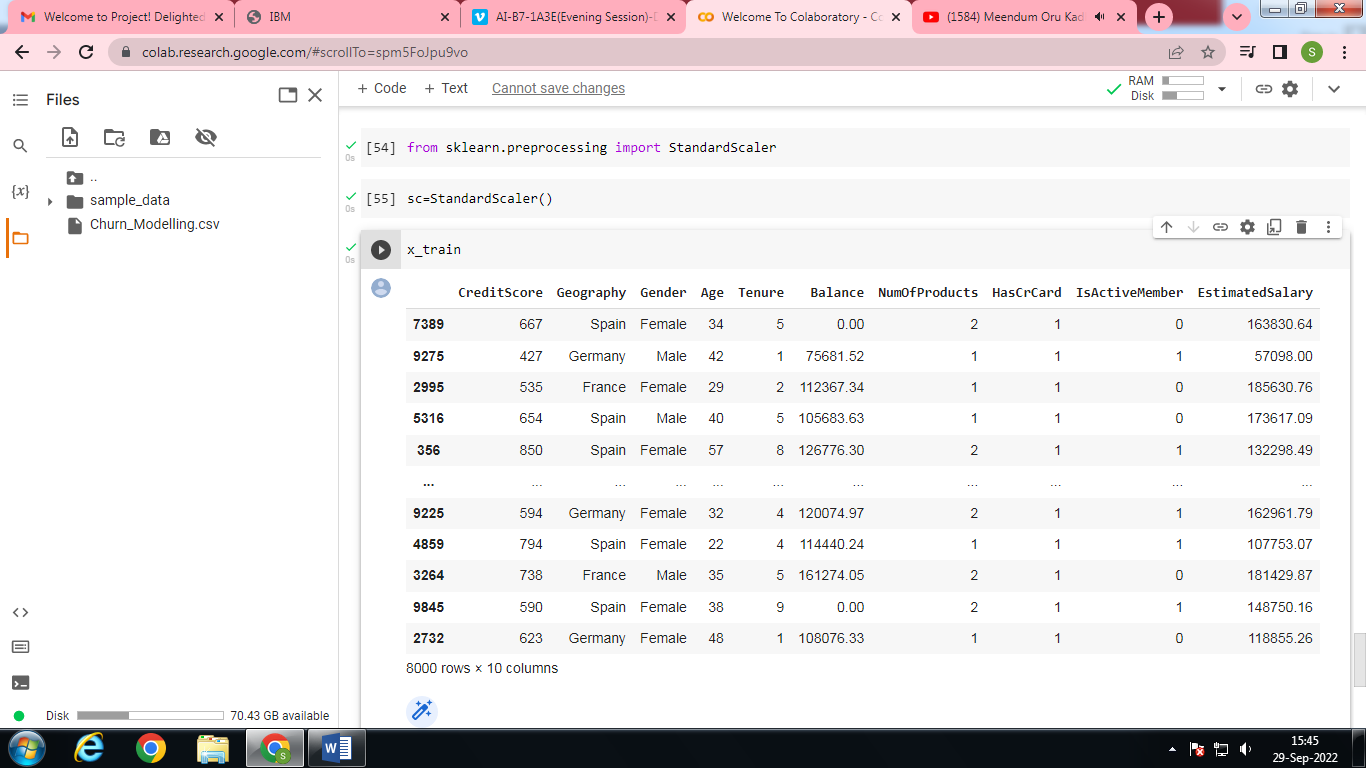 Welcome to Project! Delighted
IBM
AI-B7-1A3E(Evening Session)-D
Welcome To Colaboratory - Co
(1584) Meendum Oru Kad
colab.research.google.com/#scrollTo=spm5FoJpu9vo
S
Files
+ Code + Text Cannot save changes
RAM
Disk
..
sample_data
Churn_Modelling.csv
{x}
[54] from sklearn.preprocessing import StandardScaler
0s
[55] sc=StandardScaler()
0s
x_train
0s
CreditScore Geography Gender Age Tenure Balance NumOfProducts HasCrCard IsActiveMember EstimatedSalary
7389 667 Spain Female 34 5 0.00 2 1 0 163830.64
9275 427 Germany Male 42 1 75681.52 1 1 1 57098.00
2995 535 France Female 29 2 112367.34 1 1 0 185630.76
5316 654 Spain Male 40 5 105683.63 1 1 0 173617.09
356 850 Spain Female 57 8 126776.30 2 1 1 132298.49
... ... ... ... ... ... ... ... ... ... ...
9225 594 Germany Female 32 4 120074.97 2 1 1 162961.79
4859 794 Spain Female 22 4 114440.24 1 1 1 107753.07
3264 738 France Male 35 5 161274.05 2 1 0 181429.87
9845 590 Spain Female 38 9 0.00 2 1 1 148750.16
2732 623 Germany Female 48 1 108076.33 1 1 0 118855.26
8000 rows × 10 columns
Disk 70.43 GB available
15:45
29-Sep-2022